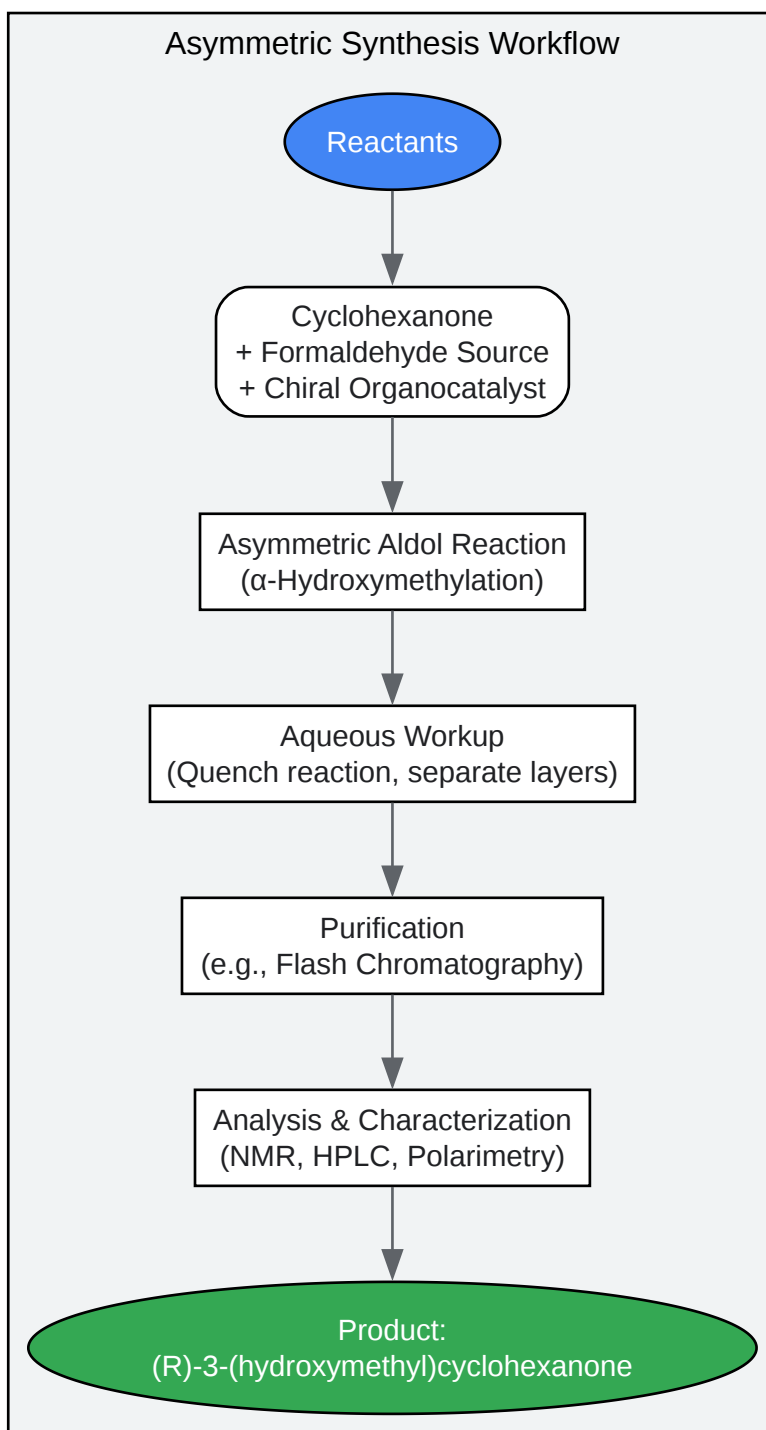 Asymmetric Synthesis Workflow
Reactants
Cyclohexanone
+ Formaldehyde Source
+ Chiral Organocatalyst
Asymmetric Aldol Reaction
(α-Hydroxymethylation)
Aqueous Workup
(Quench reaction, separate layers)
Purification
(e.g., Flash Chromatography)
Analysis & Characterization
(NMR, HPLC, Polarimetry)
Product:
(R)-3-(hydroxymethyl)cyclohexanone